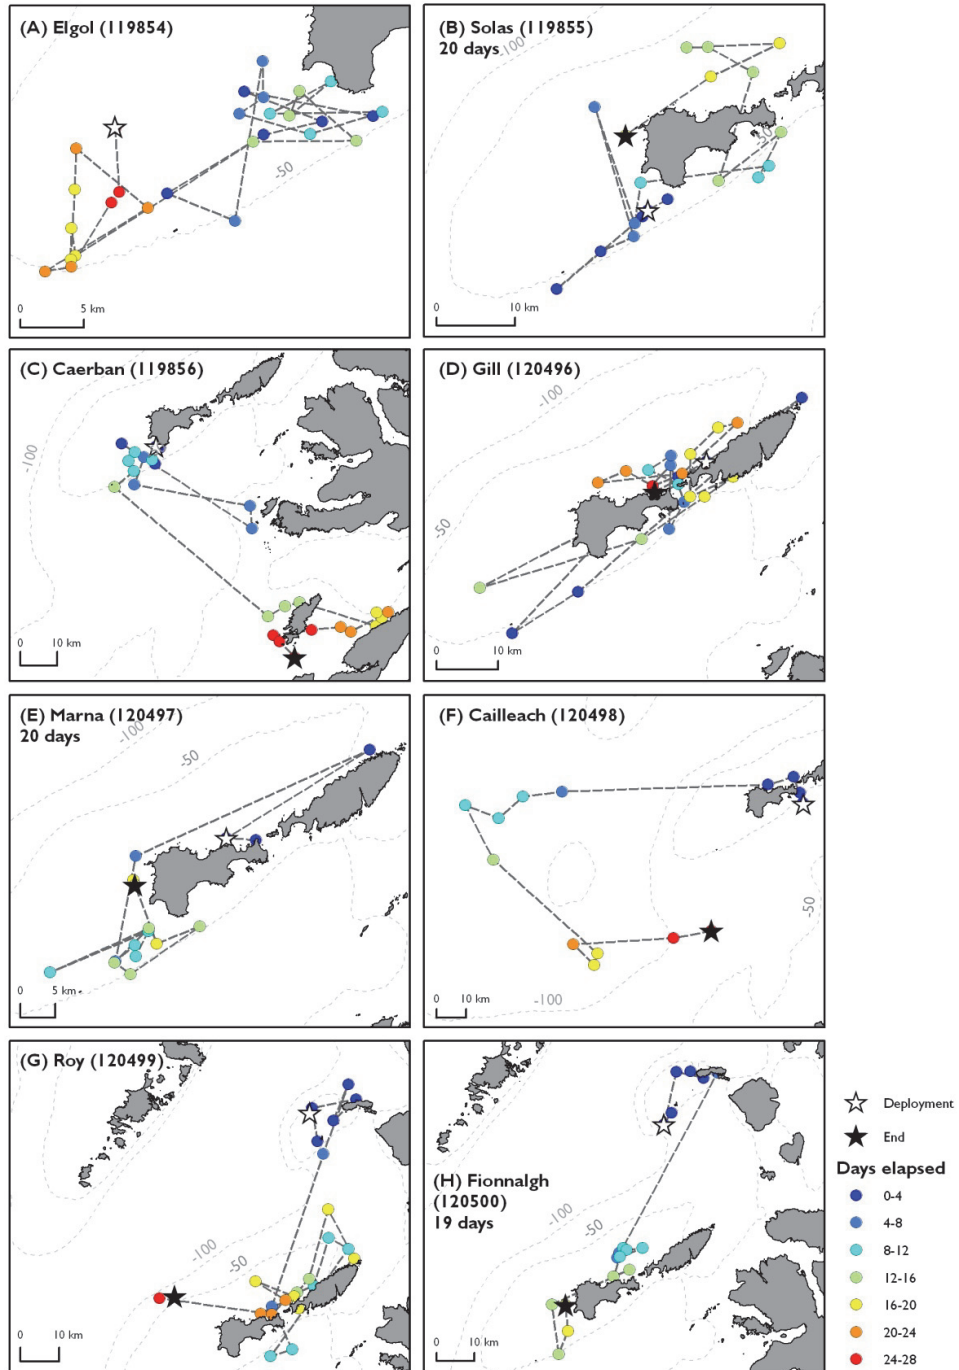 (A) Elgol (119854)
-50
0 5 km
(B) Solas (119855)
20 days
-100
-50
0 10 km
(C) Caerban (119856)
-100
0 10 km
(D) Gill (120496)
-100
-50
0 10 km
(E) Marna (120497)
20 days
-100
-50
0 5 km
(F) Cailleach (120498)
-50
-100
0 10 km
(G) Roy (120499)
-100
-50
0 10 km
(H) Fionnalgh
(120500)
19 days
-100
-50
0 10 km
Deployment
End
Days elapsed
0-4
4-8
8-12
12-16
16-20
20-24
24-28